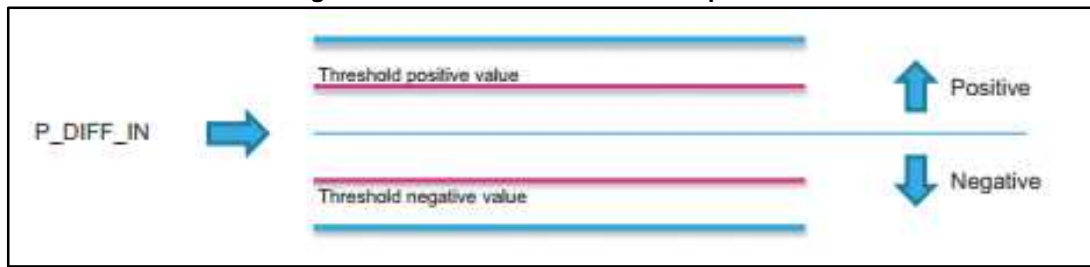 Threshold positive value
Positive
P_DIFF_IN
Negative
Threshold negative value